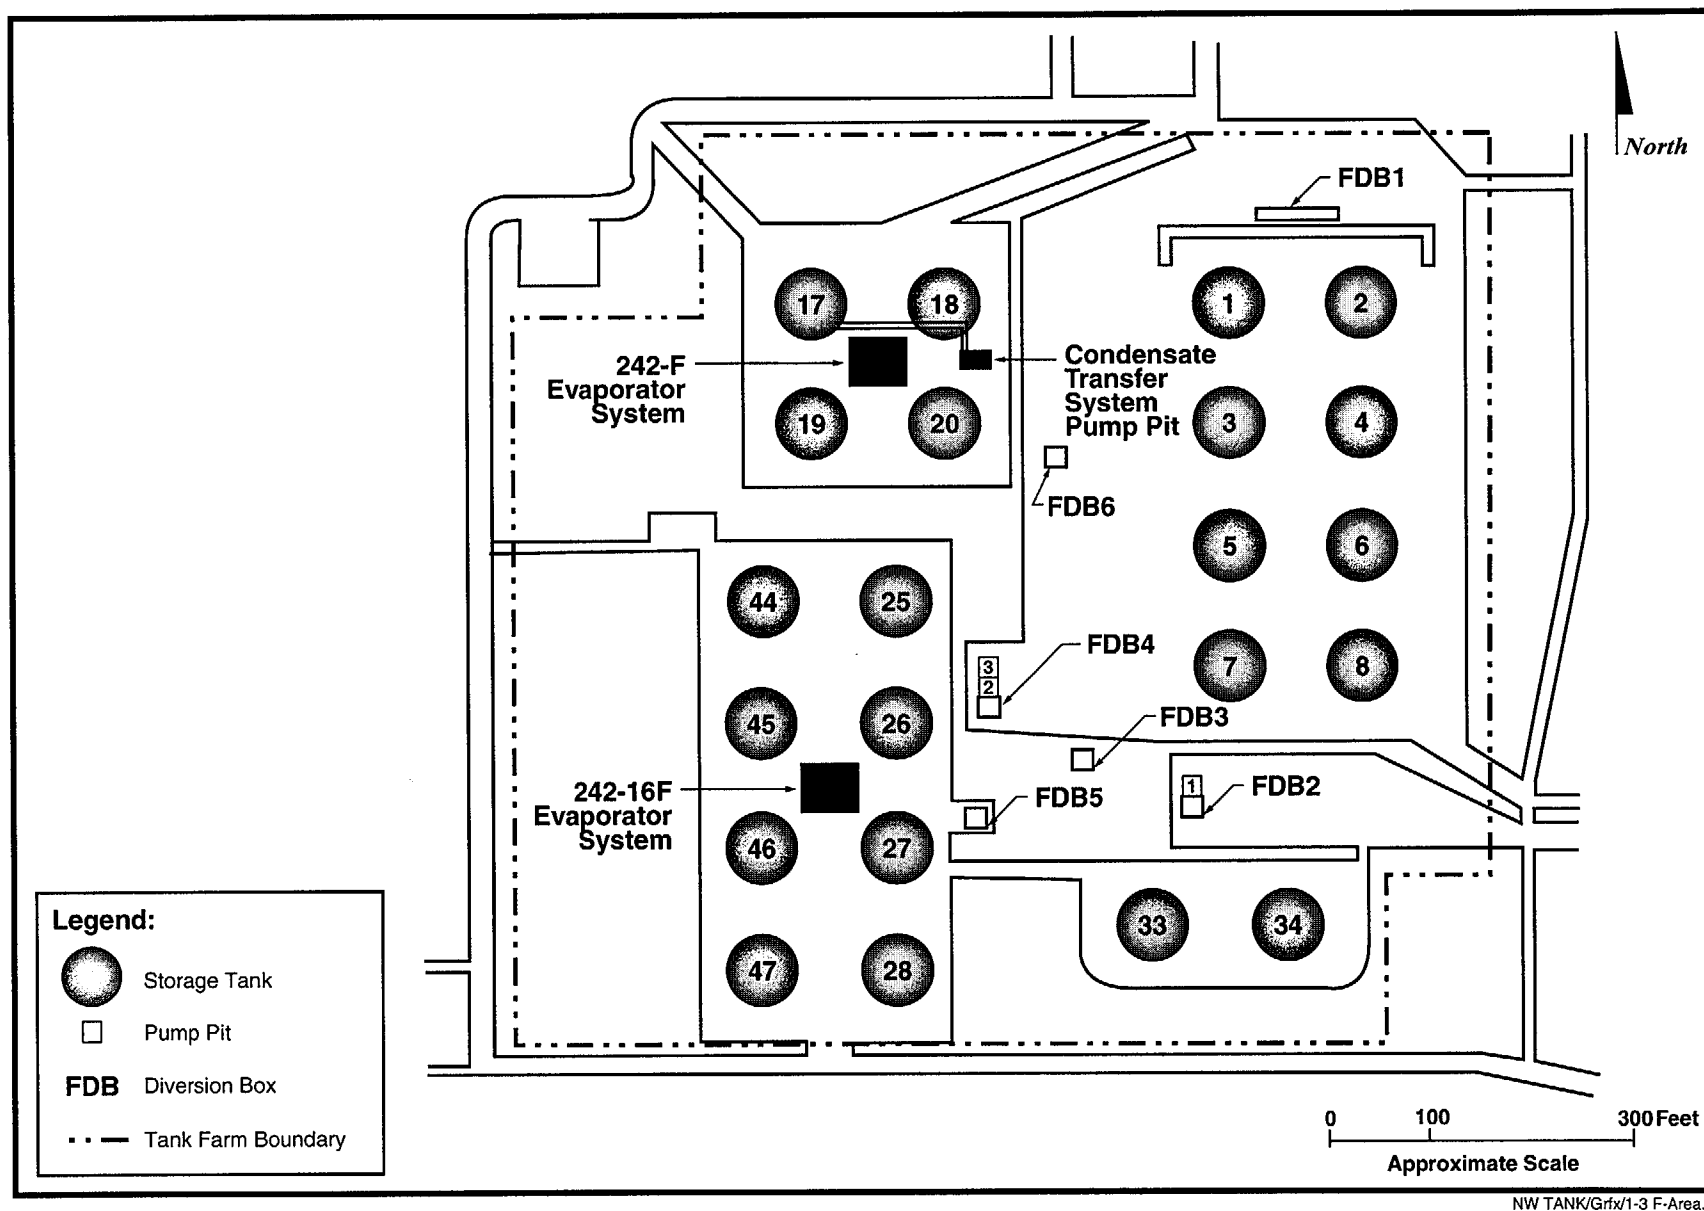 North
FDB1
17
18
1
2
242-F
Evaporator
System
Condensate
Transfer
System
Pump Pit
19
20
3
4
FDB6
5
6
44
25
FDB4
3
2
7
8
45
26
FDB3
242-16F
Evaporator
System
FDB5
1
FDB2
46
27
33
34
47
28
Legend:
Storage Tank
Pump Pit
FDB Diversion Box
Tank Farm Boundary
0 100 300 Feet
Approximate Scale
NW TANK/Grfx/1-3 F-Area.